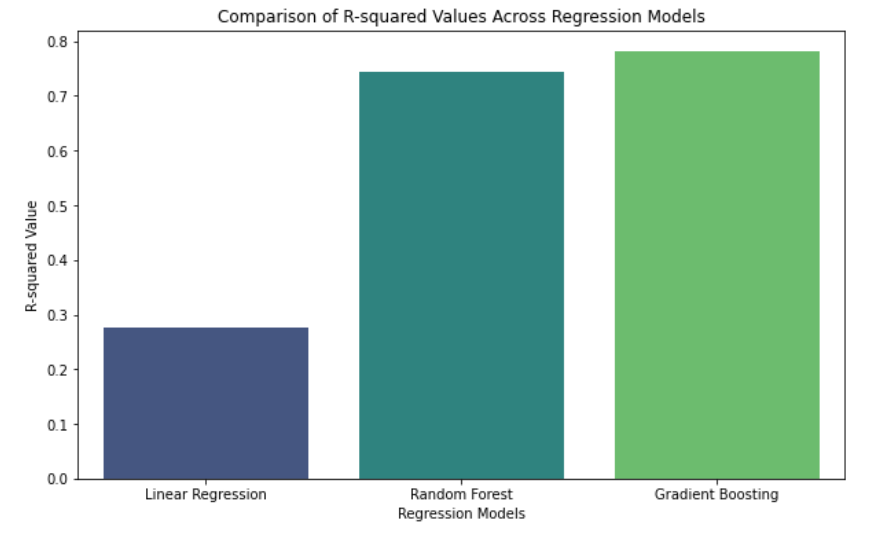 Comparison of R-squared Values Across Regression Models
0.8
0.7
0.6
0.5
0.4
0.3
0.2
0.1
0.0
R-squared Value
Linear Regression Random Forest Gradient Boosting
Regression Models